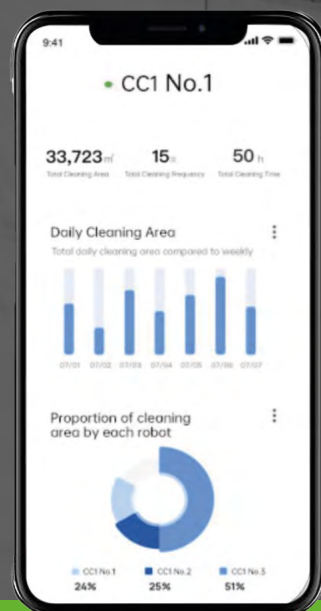 9:41
CC1 No.1
33,723㎡ 15 50 h
Total Cleaning Area Total Cleaning Frequency Total Cleaning Time
Daily Cleaning Area
Total daily cleaning area compared to weekly
07/01 07/02 07/03 07/04 07/05 07/06 07/07
Proportion of cleaning
area by each robot
CC1 No.1 CC1 No.2 CC1 No.3
24% 25% 51%